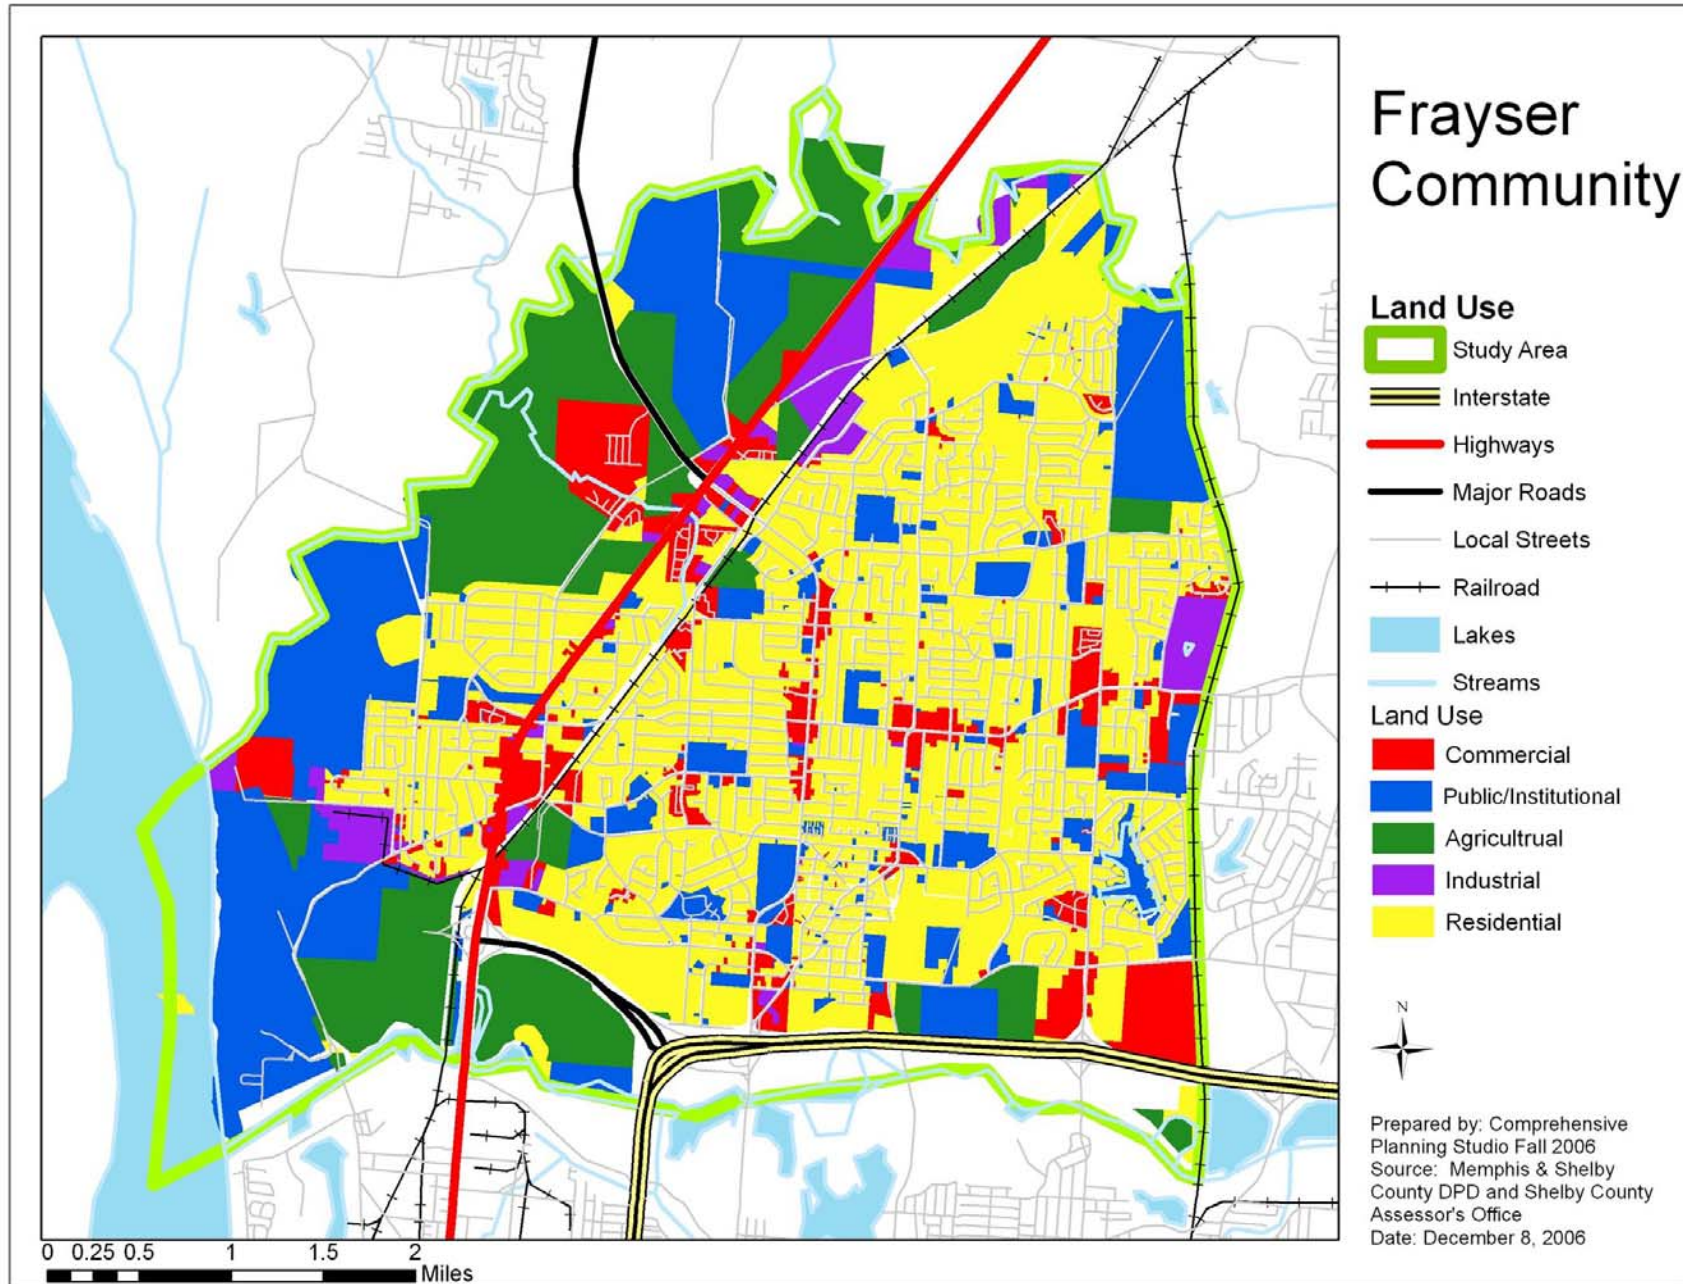 Frayser
Community
Land Use
Study Area
Interstate
Highways
Major Roads
Local Streets
Railroad
Lakes
Streams
Land Use
Commercial
Public/Institutional
Agricultrual
Industrial
Residential
N
Prepared by: Comprehensive
Planning Studio Fall 2006
Source: Memphis & Shelby
County DPD and Shelby County
Assessor's Office
Date: December 8, 2006
0 0.25 0.5 1 1.5 2
Miles